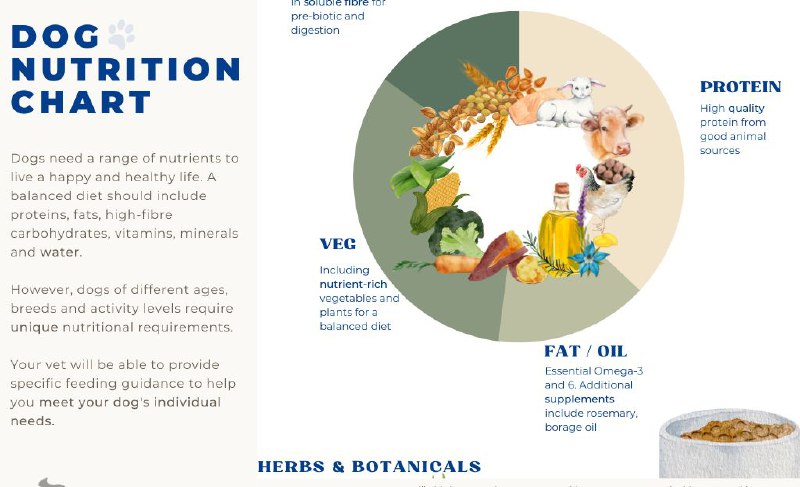 DOG
NUTRITION
CHART
Dogs need a range of nutrients to
live a happy and healthy life. A
balanced diet should include
proteins, fats, high-fibre
carbohydrates, vitamins, minerals
and water.
However, dogs of different ages,
breeds and activity levels require
unique nutritional requirements.
Your vet will be able to provide
specific feeding guidance to help
you meet your dog's individual
needs.
in soluble fibre for
pre-biotic and
digestion
PROTEIN
High quality
protein from
good animal
sources
VEG
Including
nutrient-rich
vegetables and
plants for a
balanced diet
FAT / OIL
Essential Omega-3
and 6. Additional
supplements
include rosemary,
borage oil
HERBS & BOTANICALS